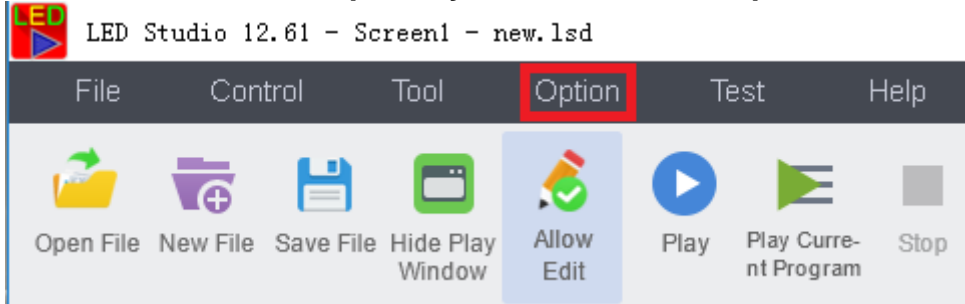 LED
LED Studio 12.61 - Screen1 - new.lsd
File Control Tool Option Test Help
Open File New File Save File Hide Play Window Allow Edit Play Play Curre-nt Program Stop